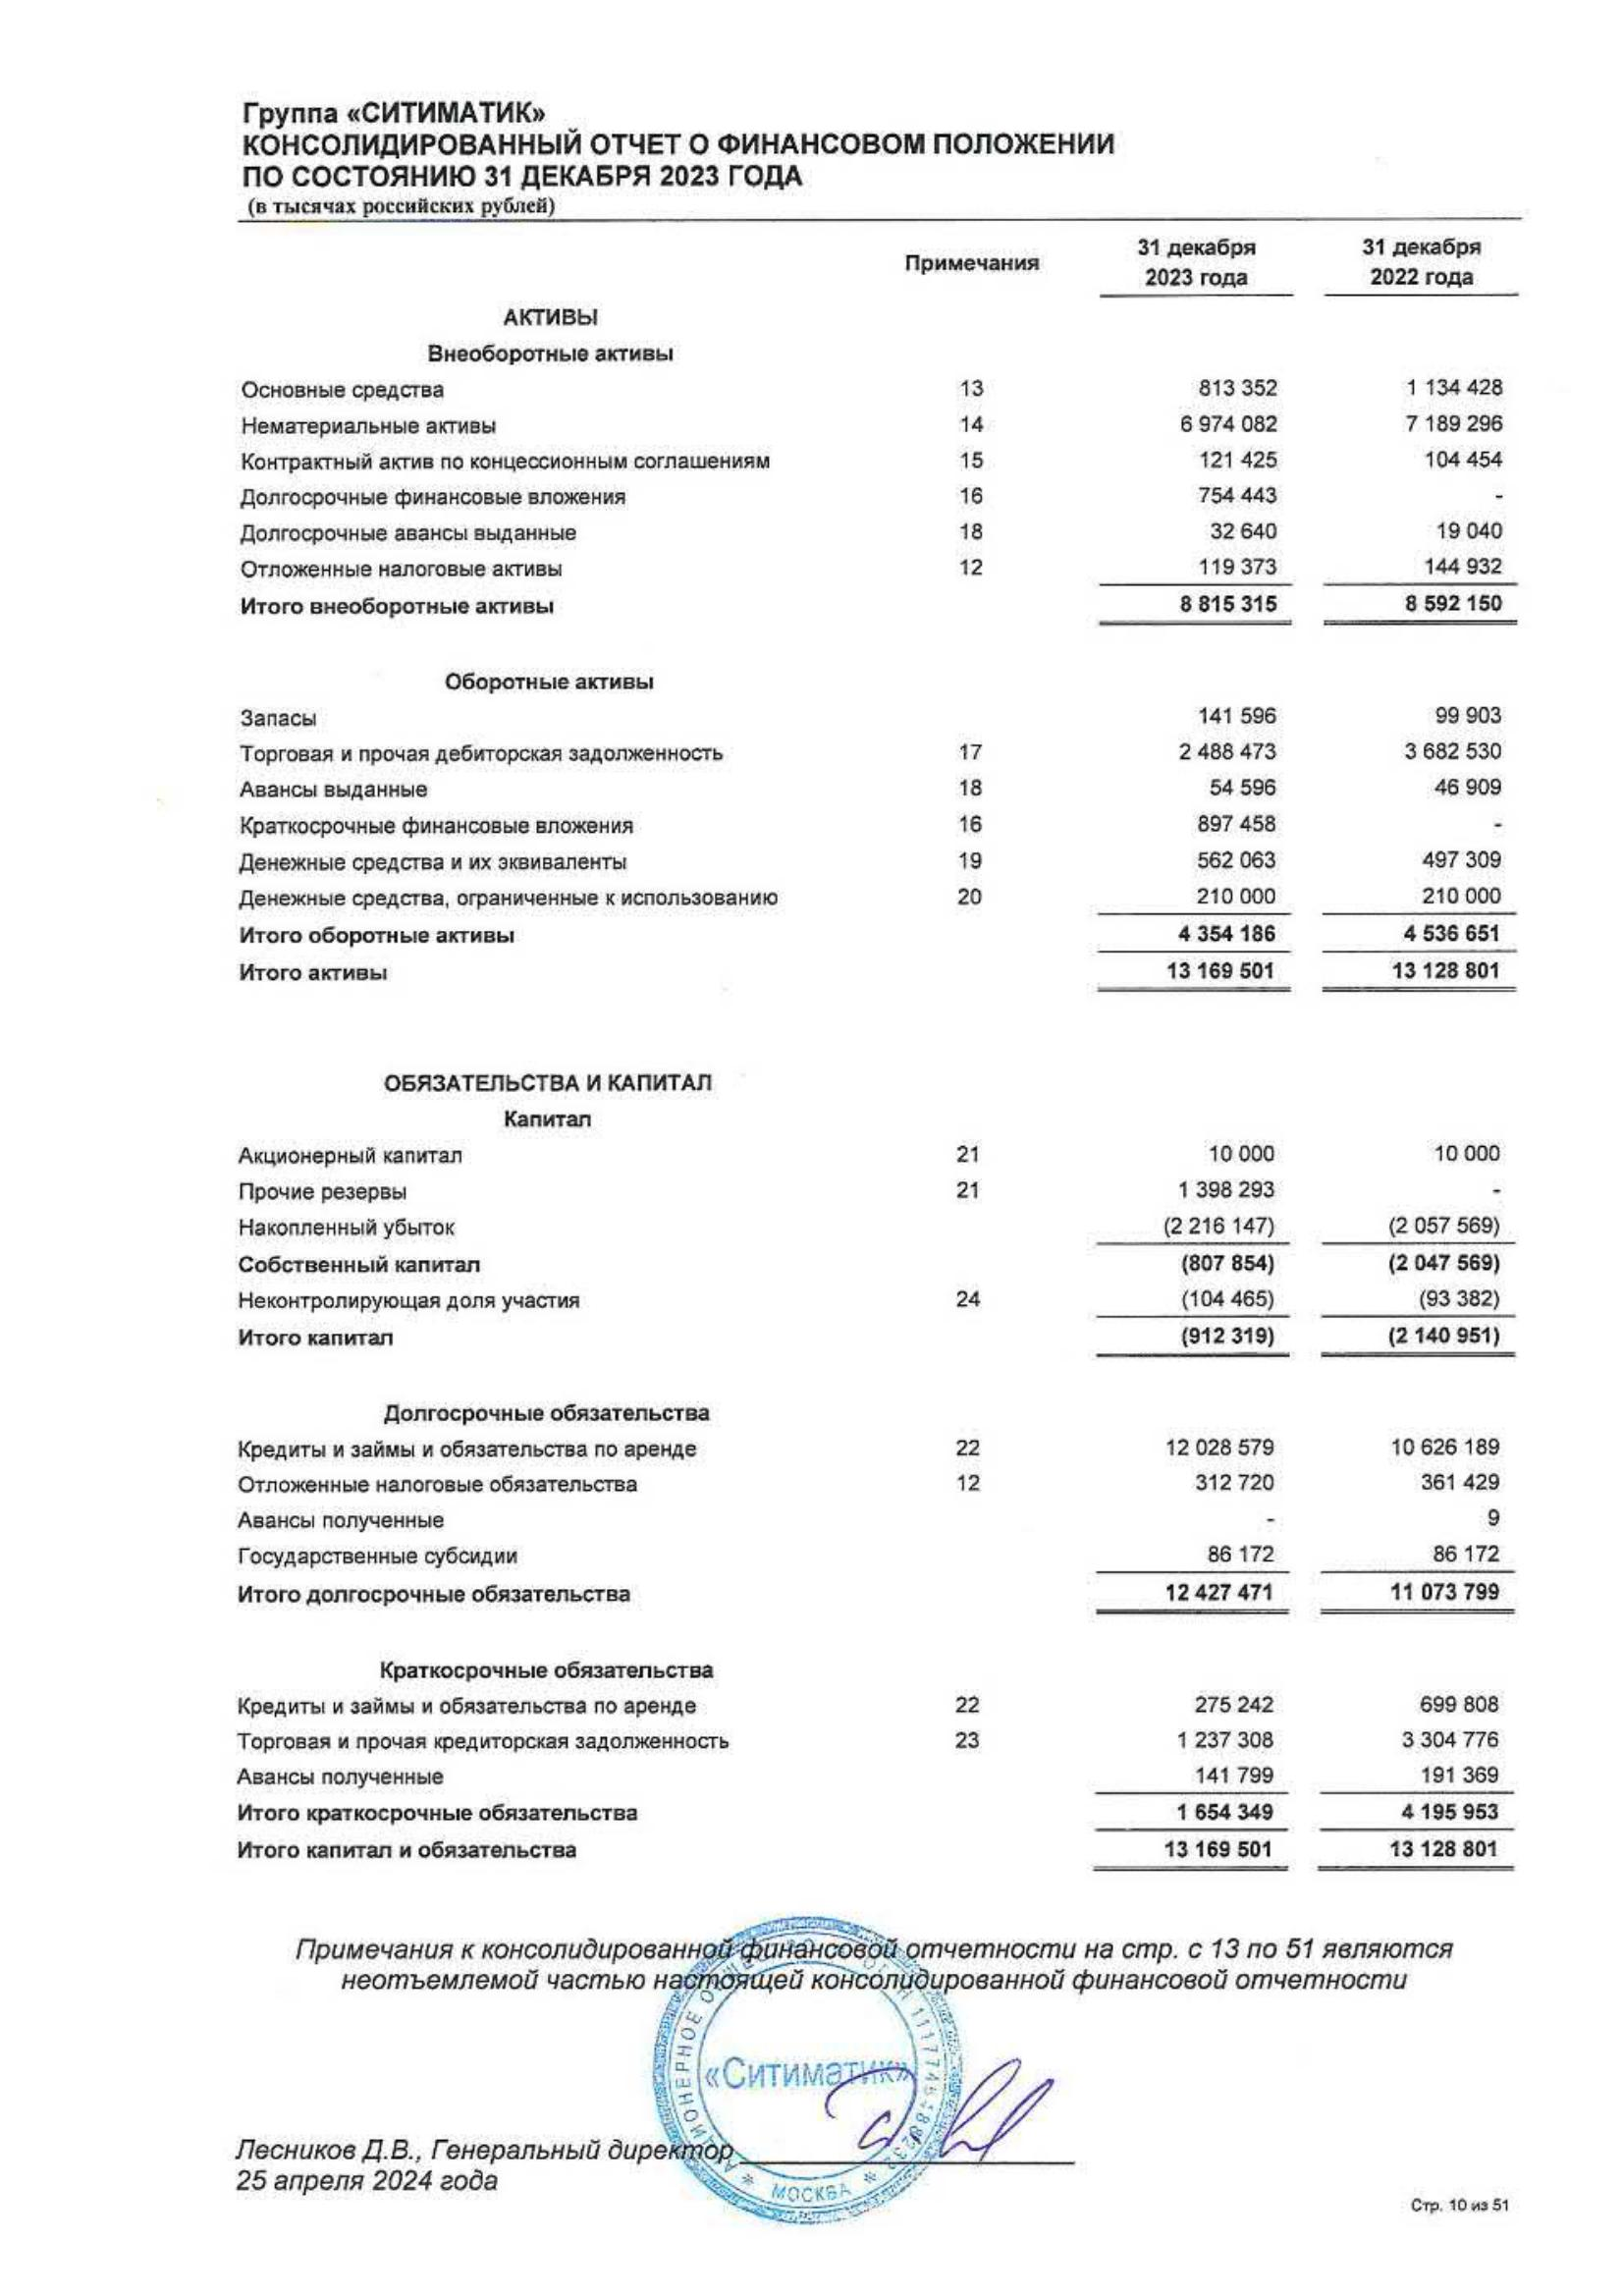 Группа «СИТИМАТИК»
КОНСОЛИДИРОВАННЫЙ ОТЧЕТ О ФИНАНСОВОМ ПОЛОЖЕНИИ
ПО СОСТОЯНИЮ 31 ДЕКАБРЯ 2023 ГОДА
(в тысячах российских рублей)
Примечания 31 декабря 2023 года 31 декабря 2022 года
АКТИВЫ
Внеоборотные активы
Основные средства 13 813 352 1 134 428
Нематериальные активы 14 6 974 082 7 189 296
Контрактный актив по концессионным соглашениям 15 121 425 104 454
Долгосрочные финансовые вложения 16 754 443 -
Долгосрочные авансы выданные 18 32 640 19 040
Отложенные налоговые активы 12 119 373 144 932
Итого внеоборотные активы 8 815 315 8 592 150
Оборотные активы
Запасы 141 596 99 903
Торговая и прочая дебиторская задолженность 17 2 488 473 3 682 530
Авансы выданные 18 54 596 46 909
Краткосрочные финансовые вложения 16 897 458 -
Денежные средства и их эквиваленты 19 562 063 497 309
Денежные средства, ограниченные к использованию 20 210 000 210 000
Итого оборотные активы 4 354 186 4 536 651
Итого активы 13 169 501 13 128 801
ОБЯЗАТЕЛЬСТВА И КАПИТАЛ
Капитал
Акционерный капитал 21 10 000 10 000
Прочие резервы 21 1 398 293 -
Накопленный убыток (2 216 147) (2 057 569)
Собственный капитал (807 854) (2 047 569)
Неконтролирующая доля участия 24 (104 465) (93 382)
Итого капитал (912 319) (2 140 951)
Долгосрочные обязательства
Кредиты и займы и обязательства по аренде 22 12 028 579 10 626 189
Отложенные налоговые обязательства 12 312 720 361 429
Авансы полученные - 9
Государственные субсидии 86 172 86 172
Итого долгосрочные обязательства 12 427 471 11 073 799
Краткосрочные обязательства
Кредиты и займы и обязательства по аренде 22 275 242 699 808
Торговая и прочая кредиторская задолженность 23 1 237 308 3 304 776
Авансы полученные 141 799 191 369
Итого краткосрочные обязательства 1 654 349 4 195 953
Итого капитал и обязательства 13 169 501 13 128 801
Примечания к консолидированной финансовой отчетности на стр. с 13 по 51 являются
неотъемлемой частью настоящей консолидированной финансовой отчетности
«Ситиматик»
МОСКВА
Лесников Д.В., Генеральный директор
25 апреля 2024 года
Стр. 10 из 51